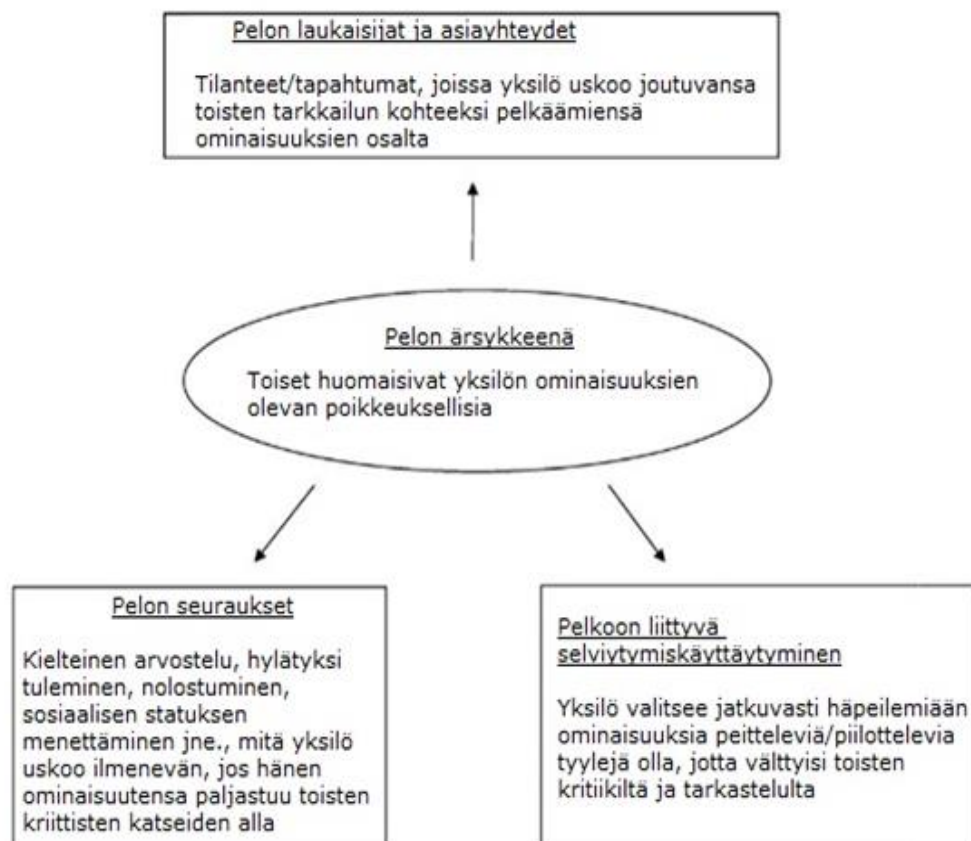 Pelon laukaisijat ja asiayhteydet
Tilanteet/tapahtumat, joissa yksilö uskoo joutuvansa
toisten tarkkailun kohteeksi pelkäämiensä
ominaisuuksien osalta
Pelon ärsykkeenä
Toiset huomaisivat yksilön ominaisuuksien
olevan poikkeuksellisia
Pelon seuraukset
Kielteinen arvostelu, hylätyksi
tuleminen, nolostuminen,
sosiaalisen statuksen
menettäminen jne., mitä yksilö
uskoo ilmenevän, jos hänen
ominaisuutensa paljastuu toisten
kriittisten katseiden alla
Pelkoon liittyvä
selviytymiskäyttäytyminen
Yksilö valitsee jatkuvasti häpeilemiään
ominaisuuksia peitteleviä/piilottelevia
tyylejä olla, jotta välttyisi toisten
kritiikiltä ja tarkastelulta